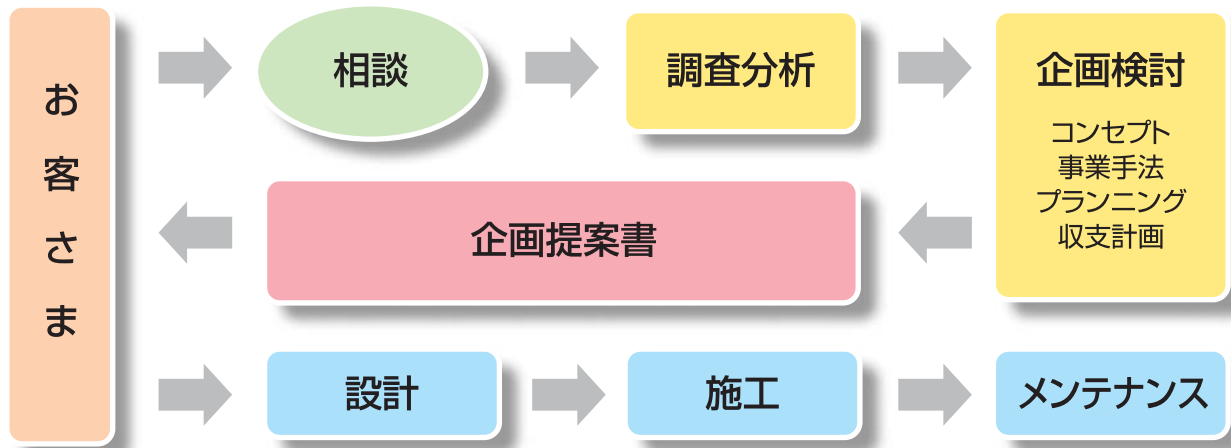 お客さま
相談
調査分析
企画検討
コンセプト
事業手法
プランニング
収支計画
企画提案書
設計
施工
メンテナンス